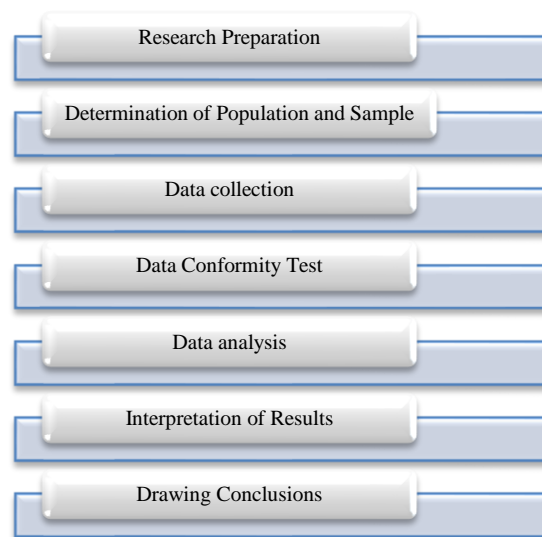 Research Preparation
Determination of Population and Sample
Data collection
Data Conformity Test
Data analysis
Interpretation of Results
Drawing Conclusions